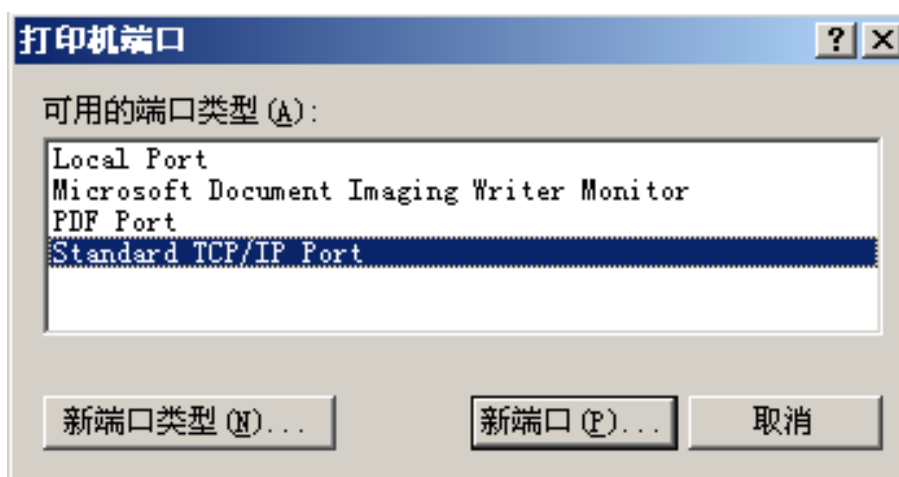 打印机端口
可用的端口类型(A):
Local Port
Microsoft Document Imaging Writer Monitor
PDF Port
Standard TCP/IP Port
新端口类型(N)... 新端口(P)... 取消